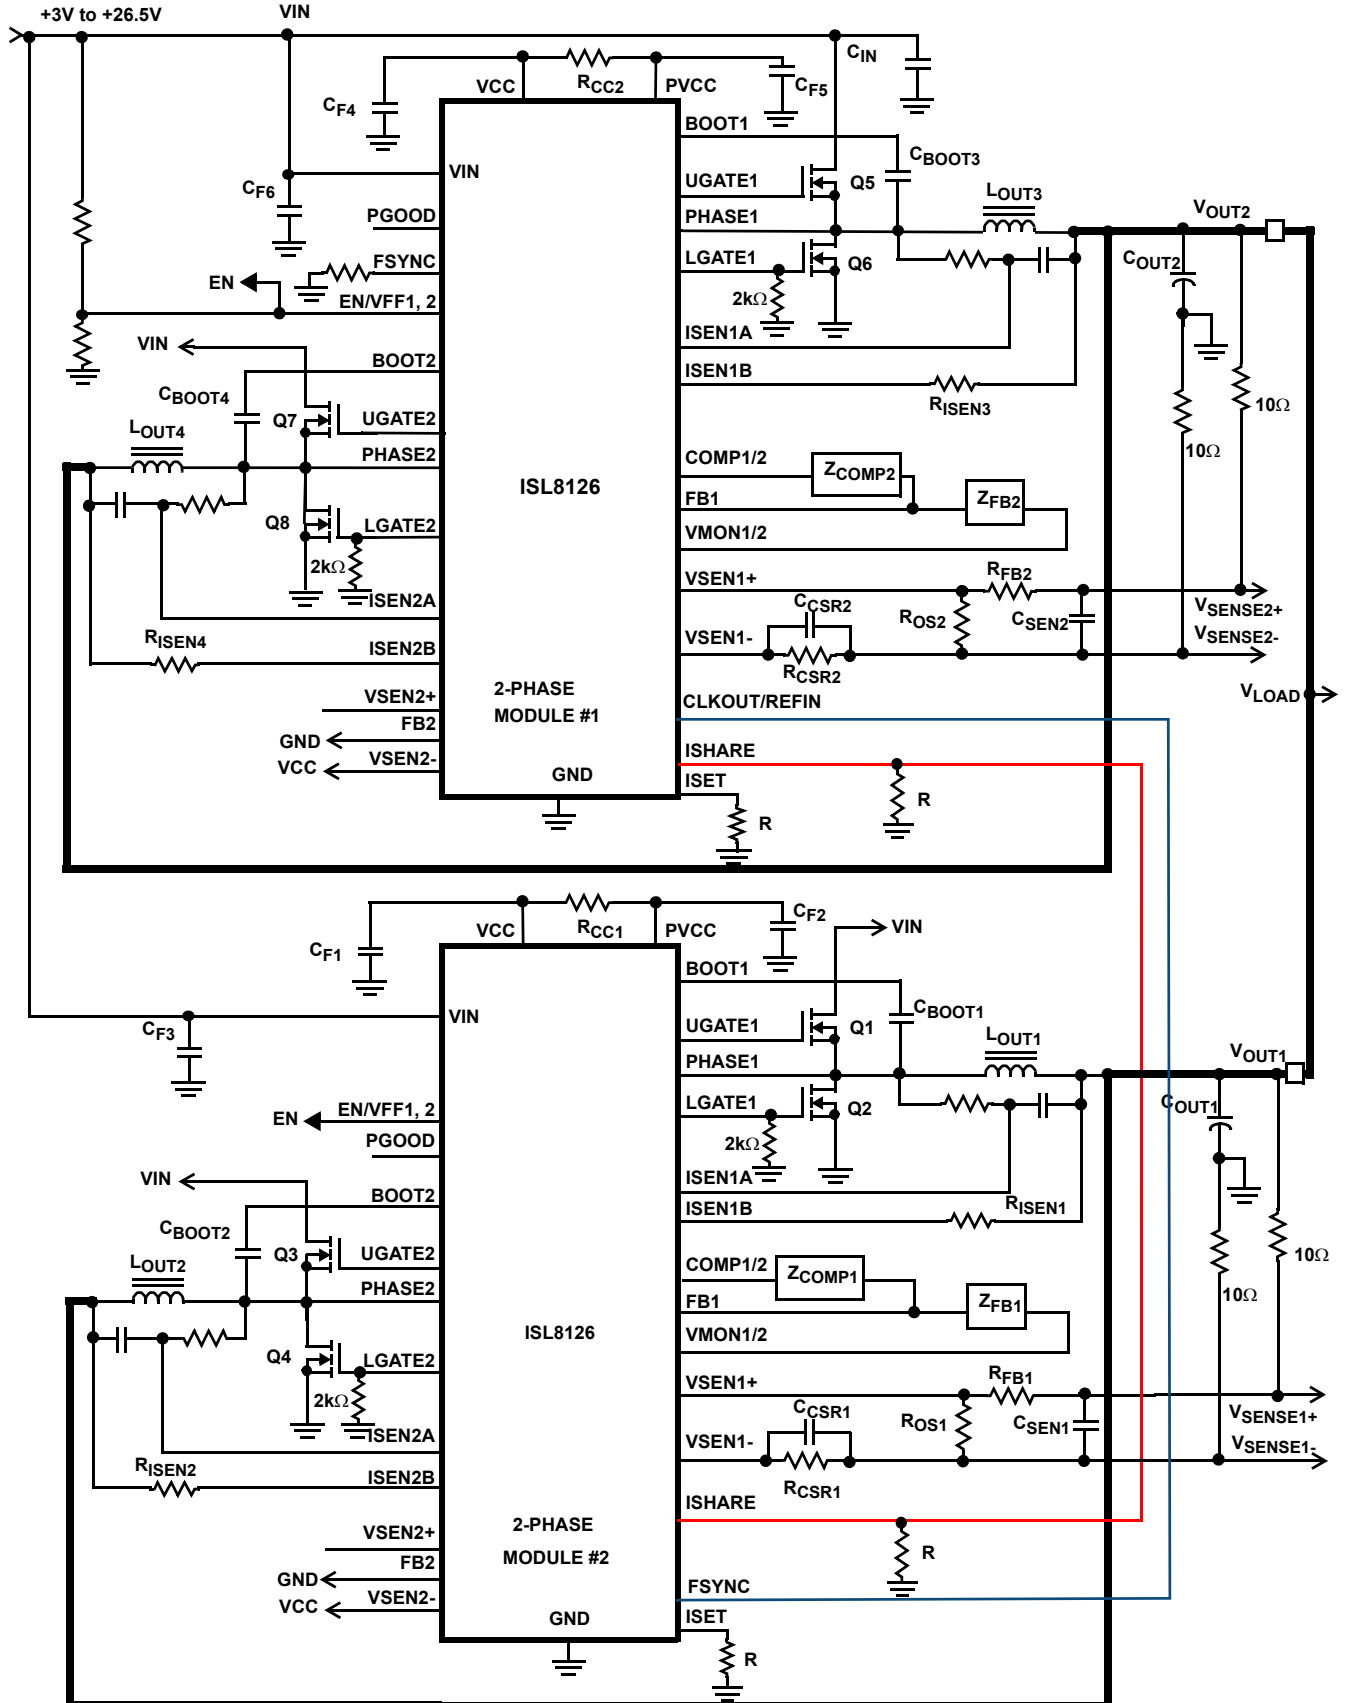 +3V to +26.5V
VIN
CIN
VCC
RCC2
PVCC
CF5
CF4
BOOT1
CBOOT3
VIN
CF6
UGATE1
Q5
LOUT3
PGOOD
PHASE1
VOUT2
FSYNC
LGATE1
Q6
COUT2
EN
EN/VFF1, 2
2kΩ
VIN
ISEN1A
BOOT2
ISEN1B
RISEN3
CBOOT4
Q7
UGATE2
10Ω
LOUT4
PHASE2
COMP1/2
ZCOMP2
10Ω
ISL8126
FB1
ZFB2
Q8
LGATE2
VMON1/2
2kΩ
VSEN1+
RFB2
ISEN2A
CCSR2
ROS2
CSEN2
VSENSE2+
RISEN4
ISEN2B
VSEN1-
VSENSE2-
RCSR2
VSEN2+
2-PHASE
MODULE #1
CLKOUT/REFIN
VLOAD
FB2
GND
VSEN2-
VCC
ISHARE
GND
ISET
R
R
VCC
RCC1
PVCC
CF2
VIN
CF1
BOOT1
CBOOT1
VIN
CF3
UGATE1
Q1
LOUT1
VOUT1
PHASE1
EN
EN/VFF1, 2
LGATE1
Q2
COUT1
PGOOD
2kΩ
VIN
ISEN1A
BOOT2
ISEN1B
RISEN1
CBOOT2
Q3
UGATE2
10Ω
LOUT2
PHASE2
COMP1/2
ZCOMP1
10Ω
FB1
ZFB1
ISL8126
VMON1/2
Q4
LGATE2
2kΩ
VSEN1+
RFB1
ISEN2A
CCSR1
ROS1
CSEN1
VSENSE1+
VSEN1-
VSENSE1-
RISEN2
ISEN2B
RCSR1
ISHARE
VSEN2+
2-PHASE
MODULE #2
R
FB2
GND
VSEN2-
VCC
FSYNC
GND
ISET
R